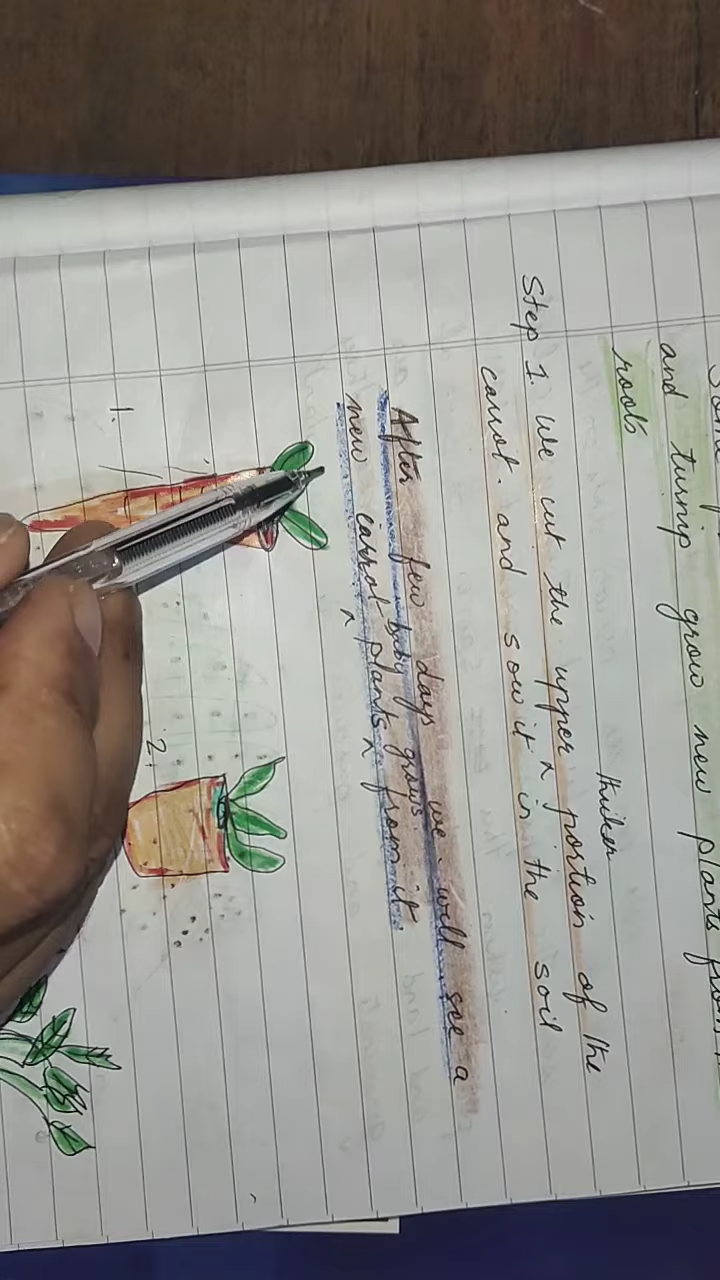 and turnip grow new plants from
roots
thicker
Step 1. We cut the upper ^ portion of the
carrot. and sow it in the soil
After few days we will see a
baby grows.
new carrot ^ plants ^ from it
1.
2.